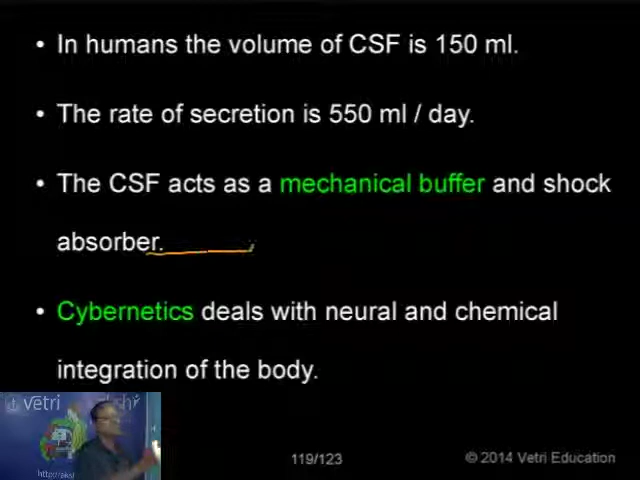 • In humans the volume of CSF is 150 ml.
• The rate of secretion is 550 ml / day.
• The CSF acts as a mechanical buffer and shock
absorber.
• Cybernetics deals with neural and chemical
integration of the body.
vetri
119/123
© 2014 Vetri Education